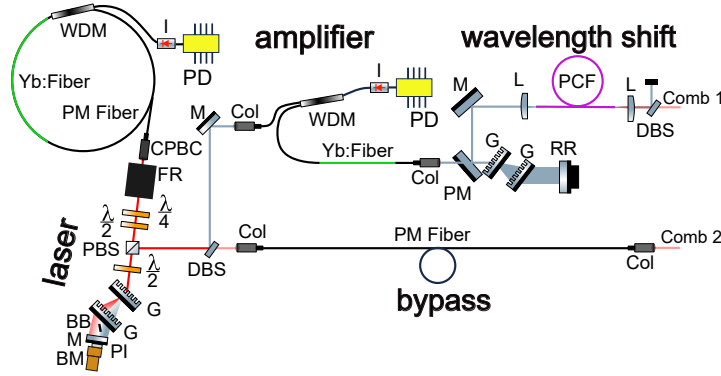 WDM
I
PD
Yb:Fiber
PM Fiber
CPBC
FR
λ/2
λ/4
PBS
λ/2
laser
G
G
BB
M
PI
BM
amplifier
M
Col
DBS
WDM
I
PD
Yb:Fiber
Col
wavelength shift
M
L
PCF
L
Comb 1
DBS
PM
G
G
RR
Col
PM Fiber
bypass
Col
Comb 2